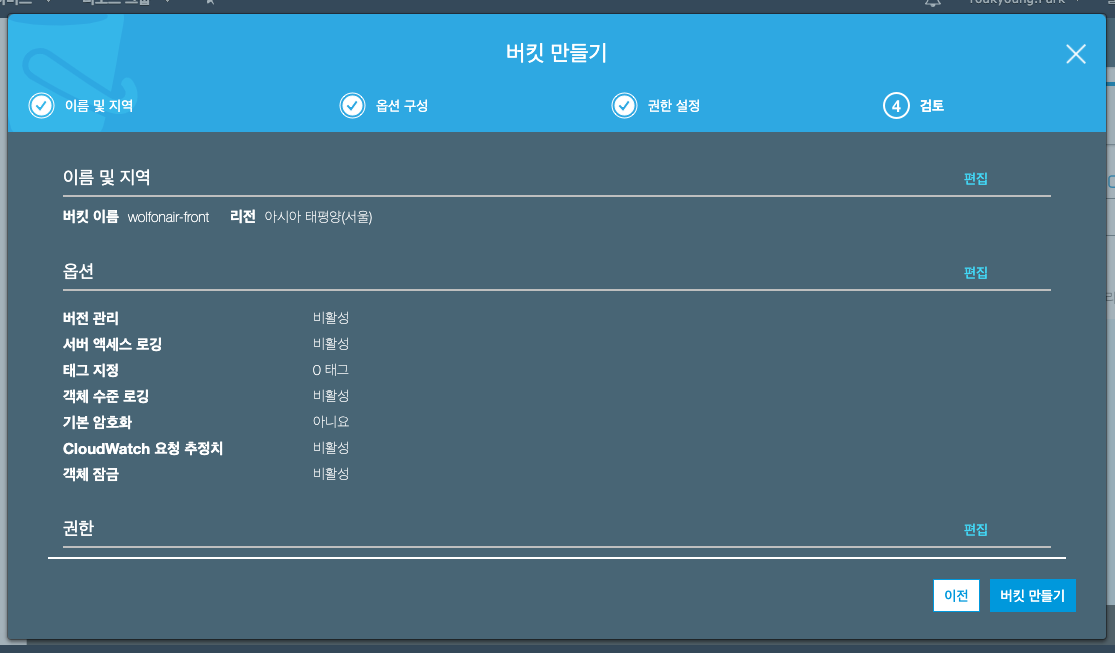 버킷 만들기
이름 및 지역
옵션 구성
권한 설정
4 검토
이름 및 지역 편집
버킷 이름 wolfonair-front 리전 아시아 태평양(서울)
옵션 편집
버전 관리 비활성
서버 액세스 로깅 비활성
태그 지정 0 태그
객체 수준 로깅 비활성
기본 암호화 아니요
CloudWatch 요청 추정치 비활성
객체 잠금 비활성
권한 편집
이전 버킷 만들기